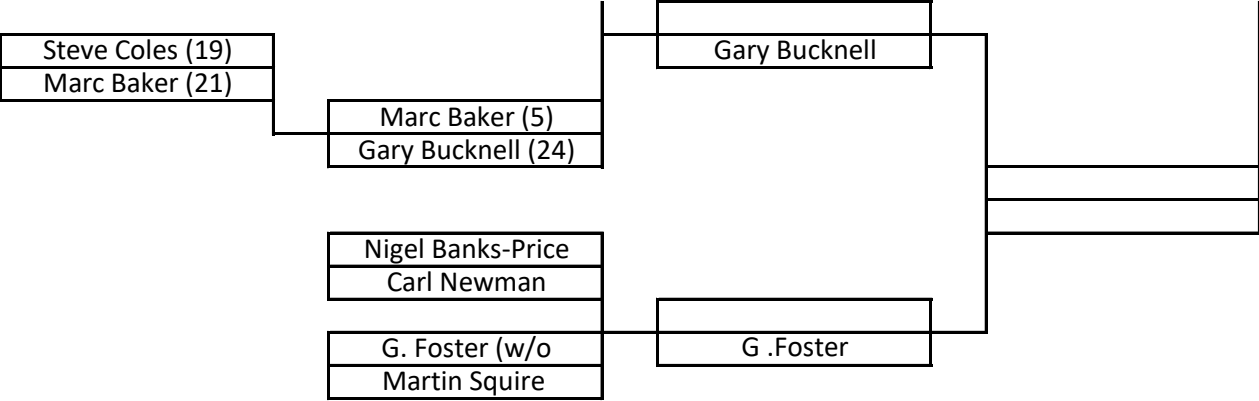 Gary Bucknell
Steve Coles (19)
Marc Baker (21)
Marc Baker (5)
Gary Bucknell (24)
Nigel Banks-Price
Carl Newman
G. Foster (w/o
G .Foster
Martin Squire